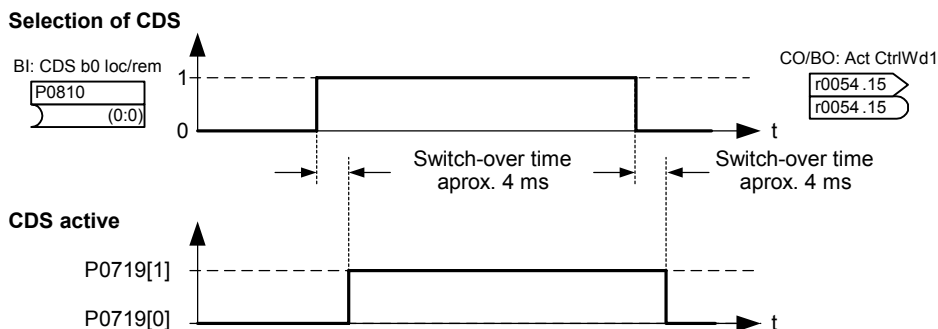 Selection of CDS
BI: CDS b0 loc/rem
P0810
(0:0)
1
0
t
CO/BO: Act CtrlWd1
r0054 .15
r0054 .15
Switch-over time
aprox. 4 ms
Switch-over time
aprox. 4 ms
CDS active
P0719[1]
P0719[0]
t